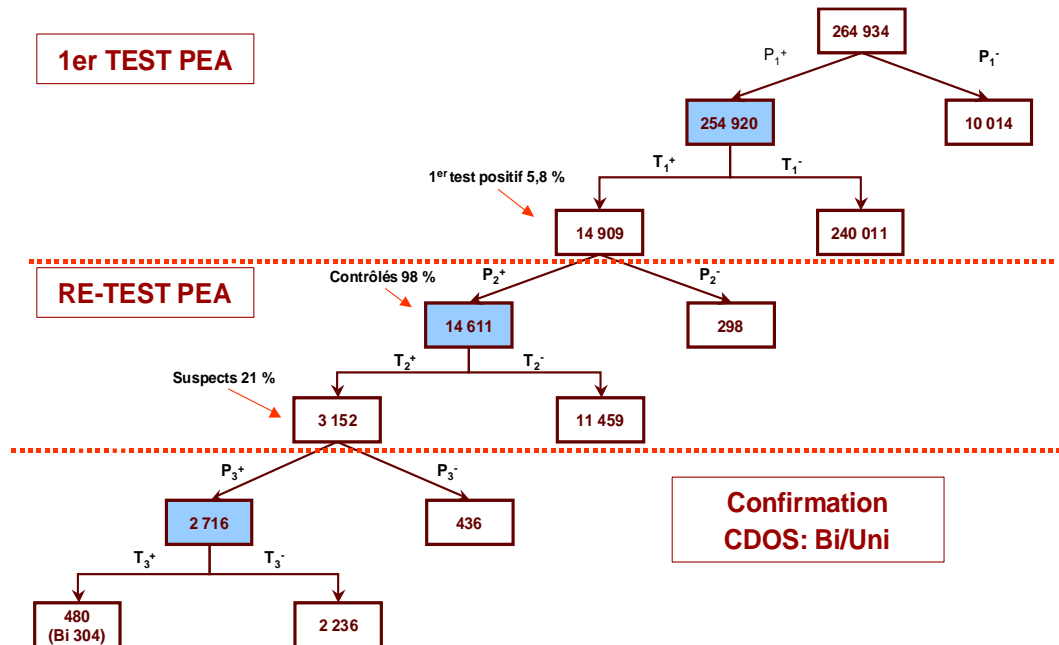 264 934
1er TEST PEA
P1+
P1-
254 920
10 014
T1+
T1-
1er test positif 5,8 %
14 909
240 011
P2+
P2-
Contrôlés 98 %
RE-TEST PEA
14 611
298
T2+
T2-
Suspects 21 %
3 152
11 459
P3+
P3-
2 716
436
Confirmation
CDOS: Bi/Uni
T3+
T3-
480
(Bi 304)
2 236